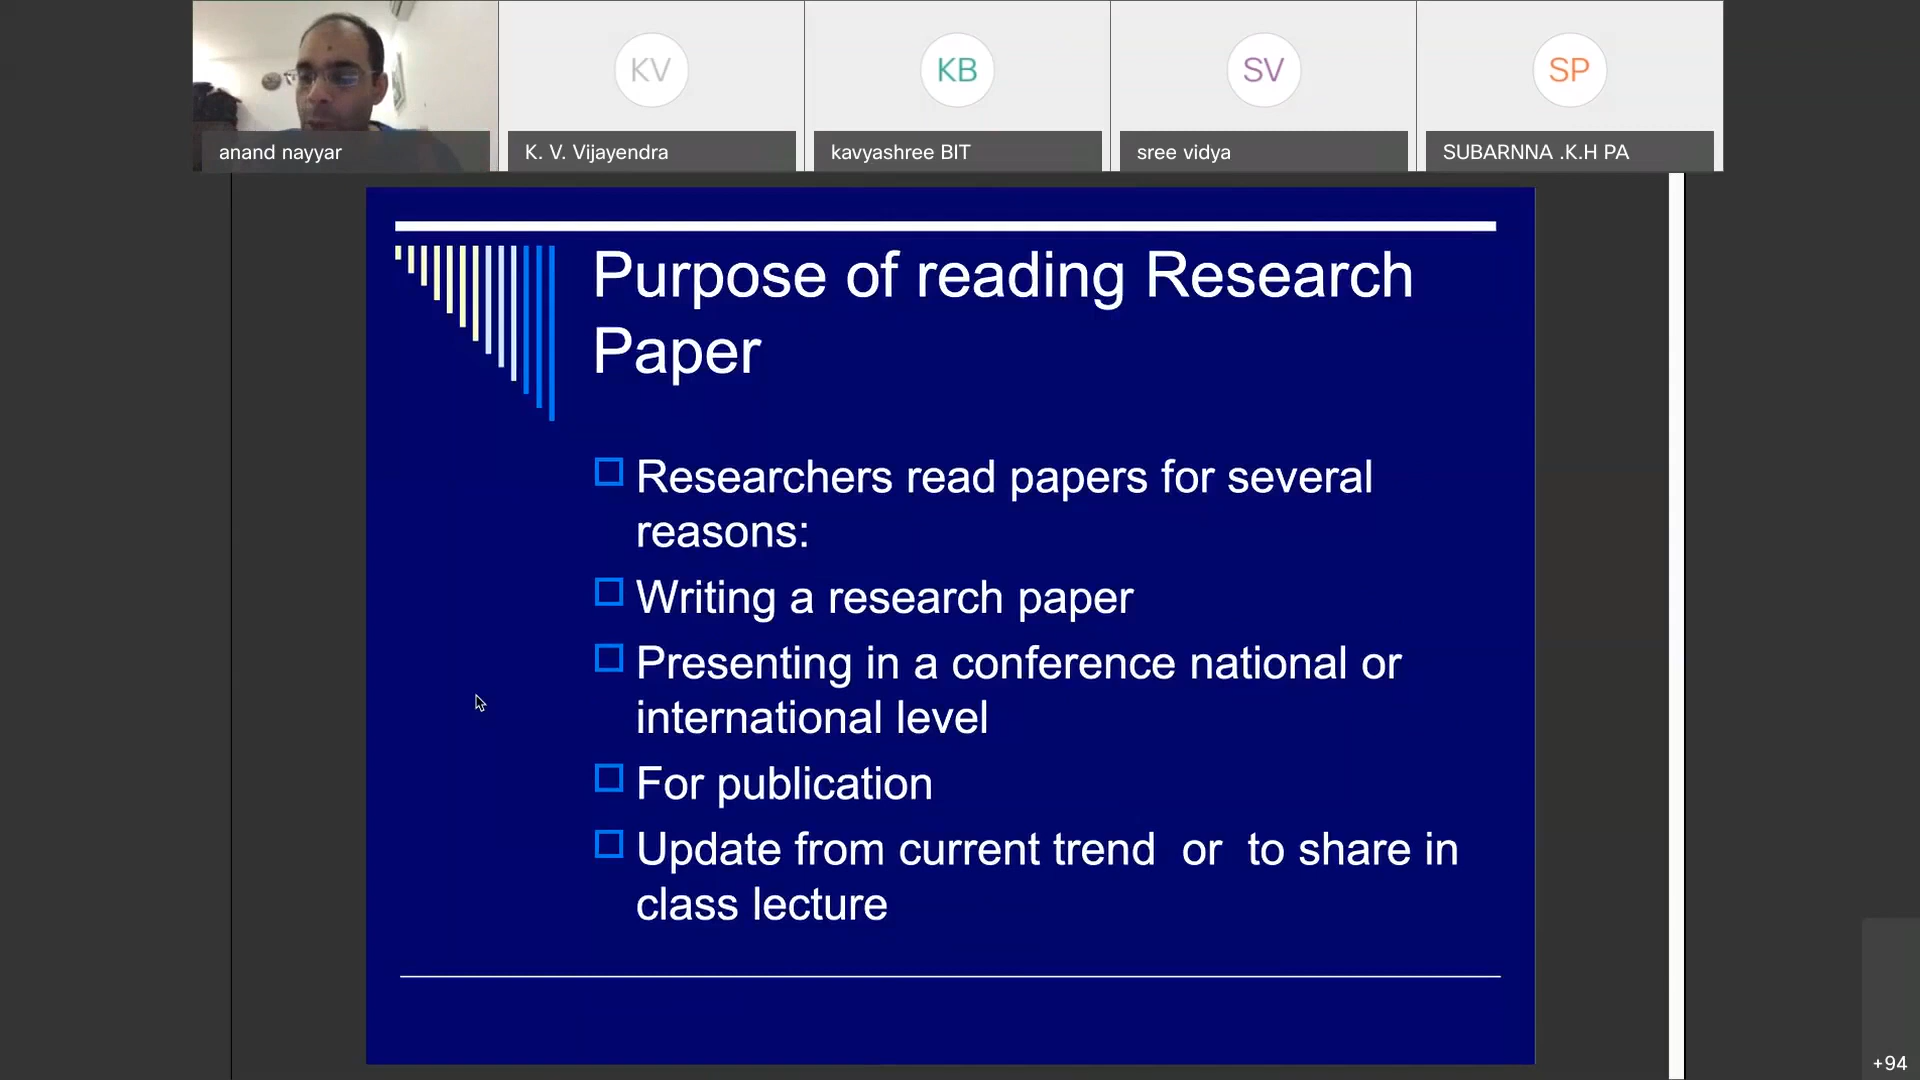 KV
KB
SV
SP
anand nayyar
K. V. Vijayendra
kavyashree BIT
sree vidya
SUBARNNA .K.H PA
Purpose of reading Research
Paper
Researchers read papers for several
reasons:
Writing a research paper
Presenting in a conference national or
international level
For publication
Update from current trend  or  to share in
class lecture
+94